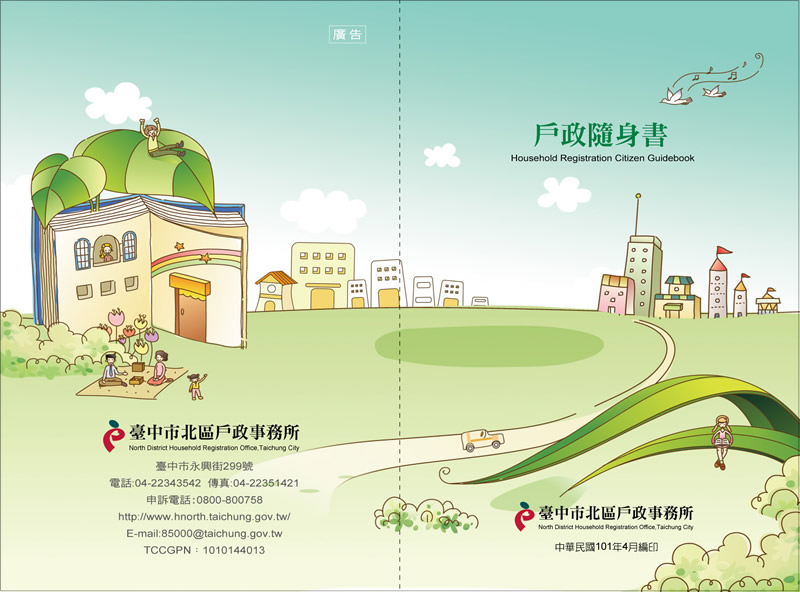 廣告
戶政隨身書
Household Registration Citizen Guidebook
臺中市北區戶政事務所
North District Household Registration Office,Taichung City
臺中市永興街299號
電話:04-22343542 傳真:04-22351421
申訴電話:0800-800758
http://www.hnorth.taichung.gov.tw/
E-mail:85000@taichung.gov.tw
TCCGPN：1010144013
臺中市北區戶政事務所
North District Household Registration Office,Taichung City
中華民國101年4月編印